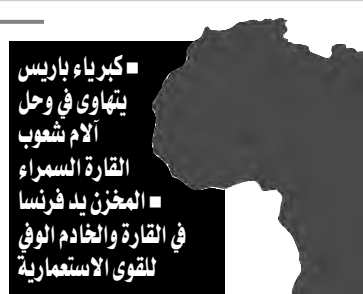 ■ كبرياء باريس
يتهاوى في وحل
آلام شعوب
القارة السمراء
■ المخزن يد فرنسا
في القارة والخادم الوفي
للقوى الاستعمارية